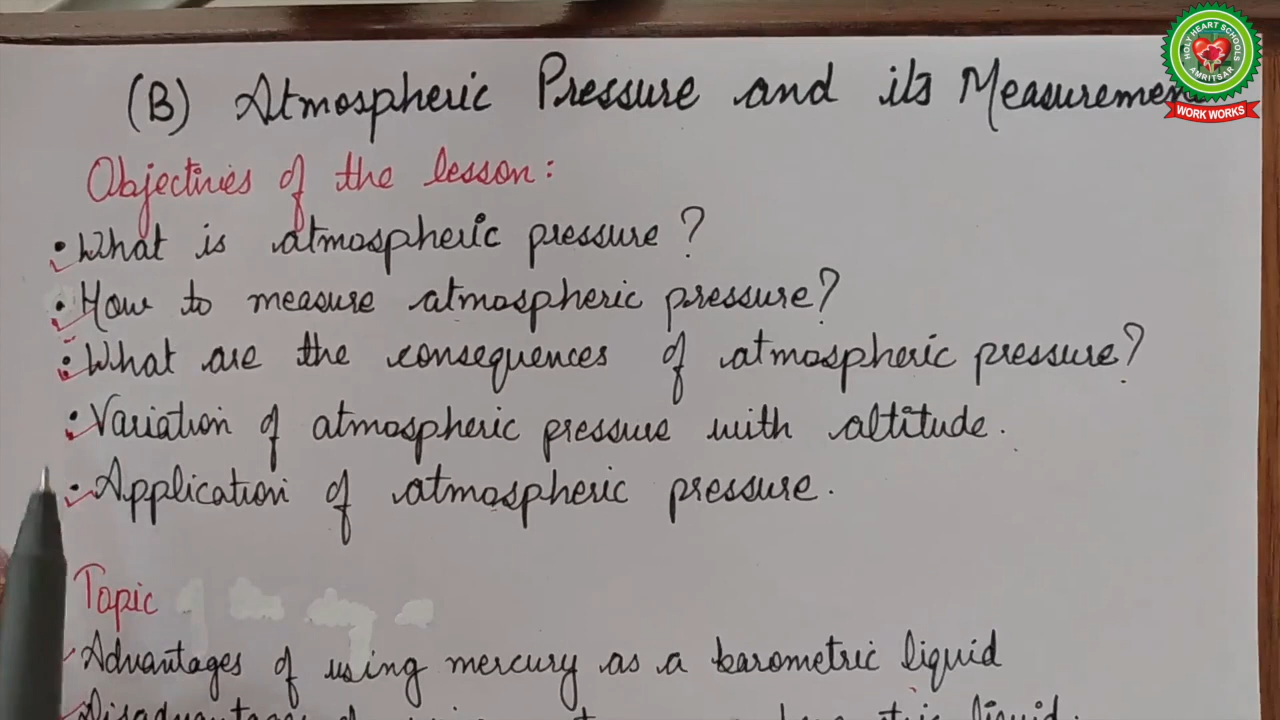 (B) Atmospheric Pressure and its Measurement
Objectives of the lesson:
• What is atmospheric pressure?
• How to measure atmospheric pressure?
• What are the consequences of atmospheric pressure?
• Variation of atmospheric pressure with altitude.
• Application of atmospheric pressure.
Topic
Advantages of using mercury as a barometric liquid
liquid.
HOLY HEART SCHOOLS
AMRITSAR
WORK WORKS